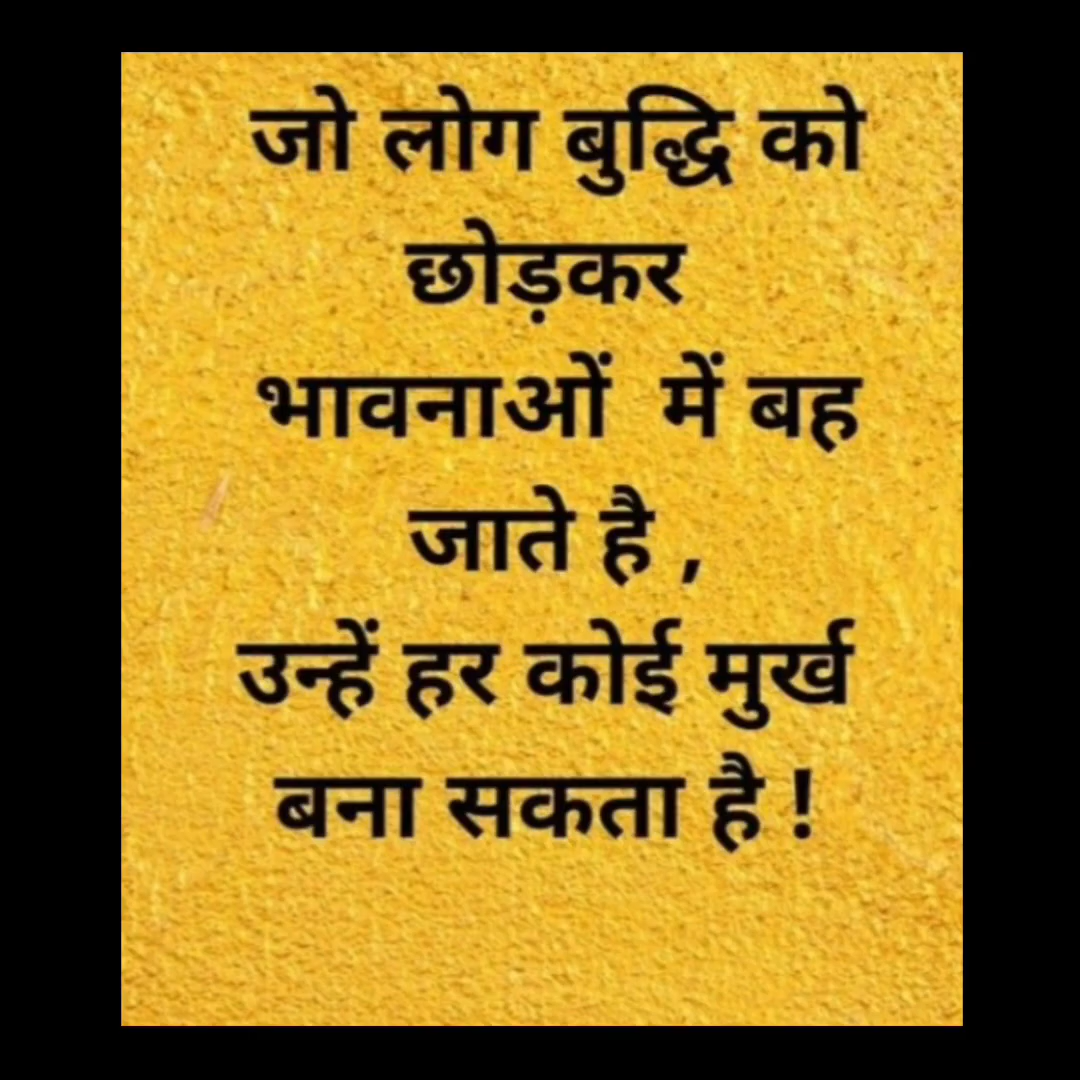 जो लोग बुद्धि को
छोड़कर
भावनाओं में बह
जाते है ,
उन्हें हर कोई मुर्ख
बना सकता है !